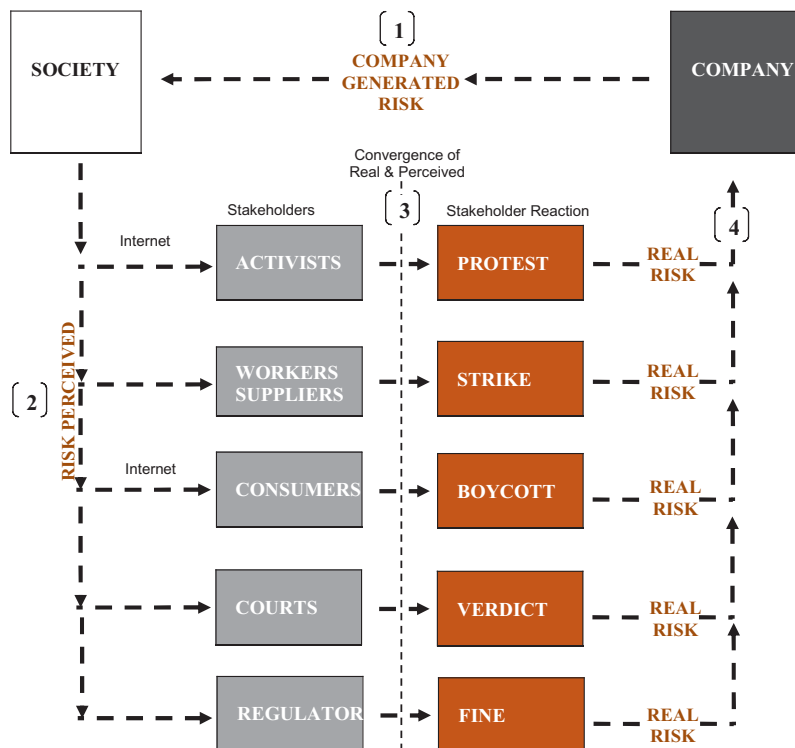 [1]
SOCIETY
COMPANY
GENERATED
RISK
COMPANY
Convergence of
Real & Perceived
[3]
Stakeholders
Stakeholder Reaction
[4]
Internet
ACTIVISTS
PROTEST
REAL
RISK
[2]
RISK PERCEIVED
WORKERS
SUPPLIERS
STRIKE
REAL
RISK
Internet
CONSUMERS
BOYCOTT
REAL
RISK
COURTS
VERDICT
REAL
RISK
REGULATOR
FINE
REAL
RISK